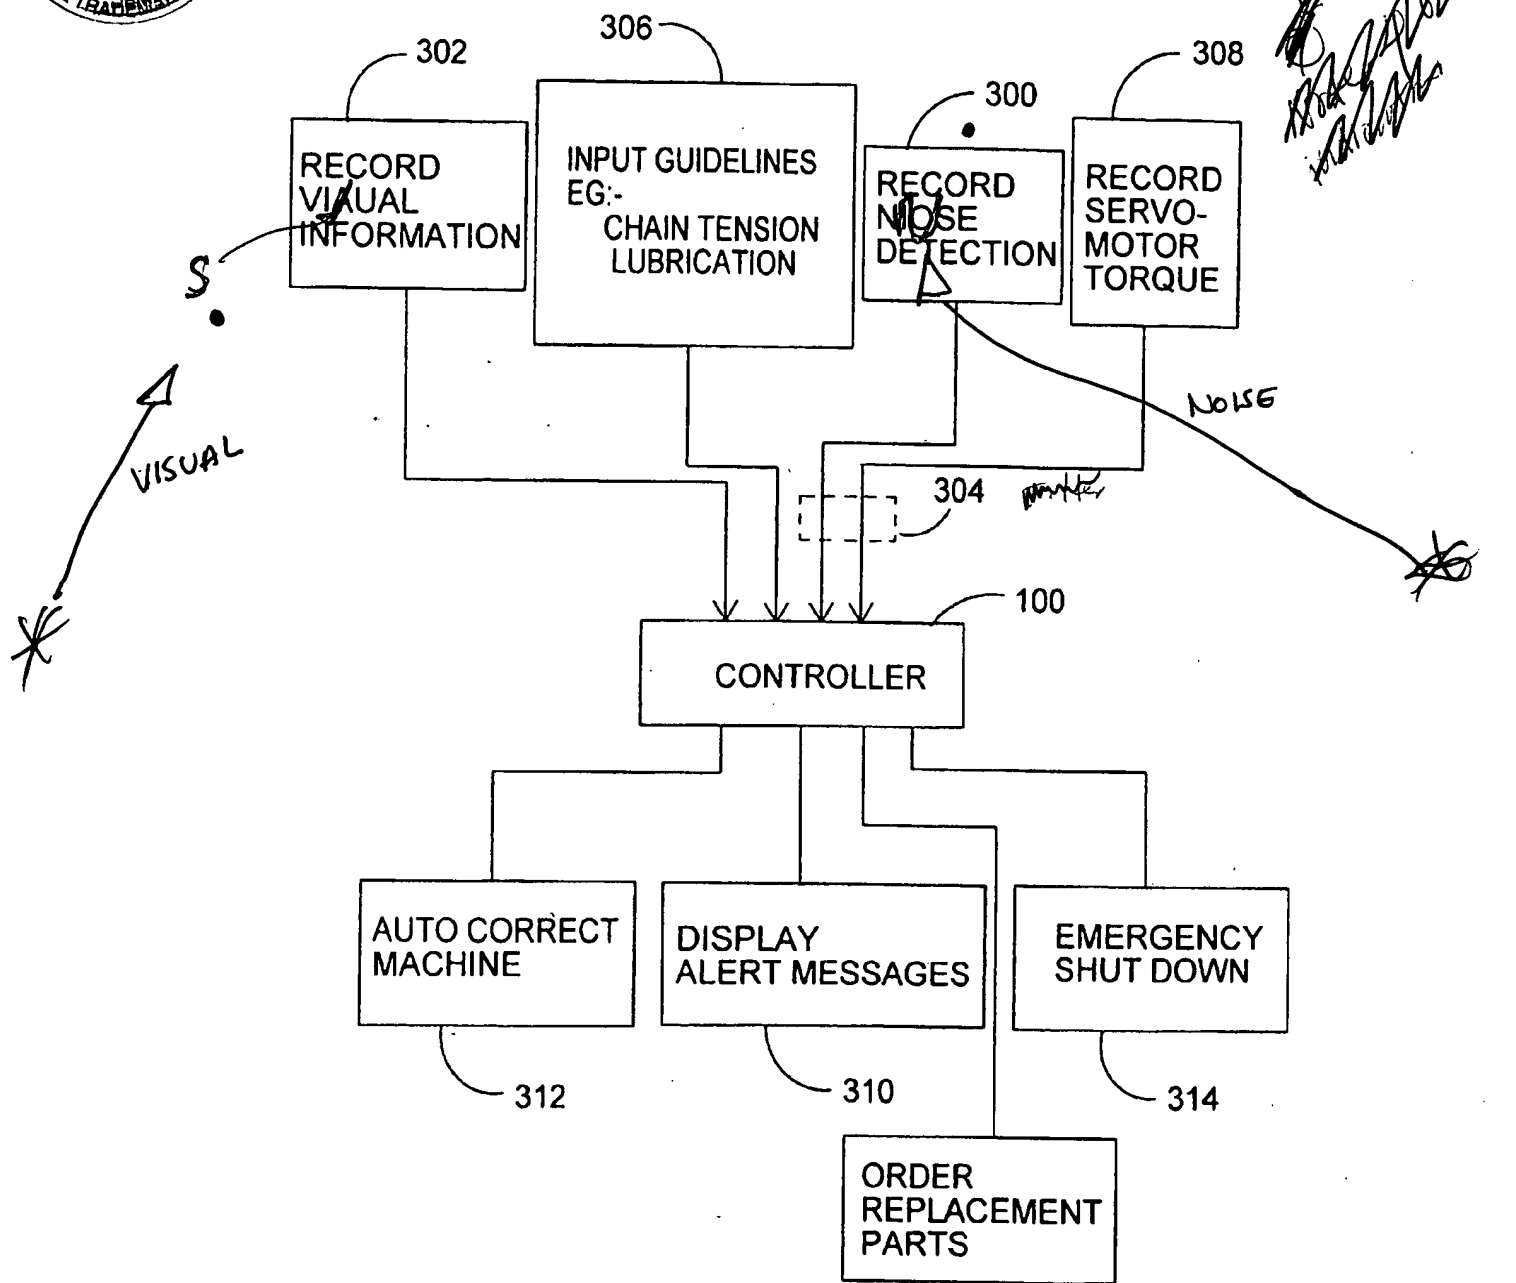 TRADEMARK
306
302
308
300
RECORD
VIAUAL
INFORMATION
INPUT GUIDELINES
EG:-
CHAIN TENSION
LUBRICATION
RECORD
NIOSE
DETECTION
RECORD
SERVO-
MOTOR
TORQUE
S
VISUAL
NOISE
304
100
CONTROLLER
AUTO CORRECT
MACHINE
DISPLAY
ALERT MESSAGES
EMERGENCY
SHUT DOWN
312
310
314
ORDER
REPLACEMENT
PARTS